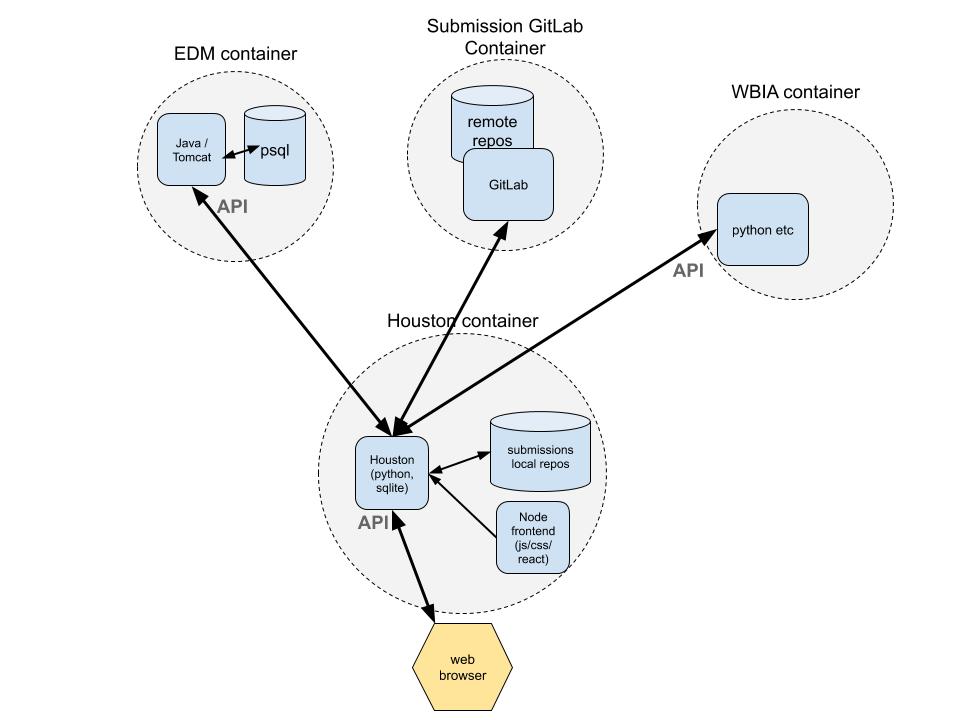 Submission GitLab
Container
EDM container
WBIA container
Java /
Tomcat
psql
remote
repos
GitLab
python etc
API
API
Houston container
submissions
local repos
Houston
(python,
sqlite)
Node
frontend
(js/css/
react)
API
web
browser